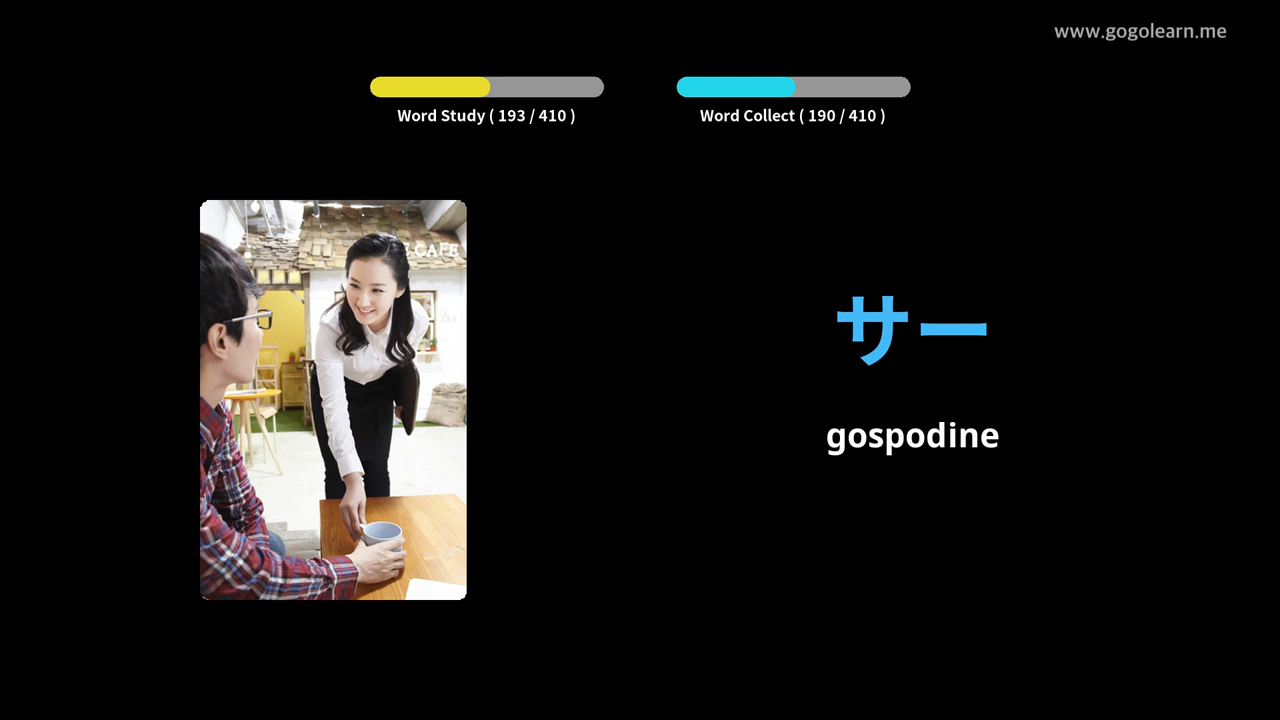 www.gogolearn.me
Word Study ( 193 / 410 )
Word Collect ( 190 / 410 )
CAFE
サー
gospodine